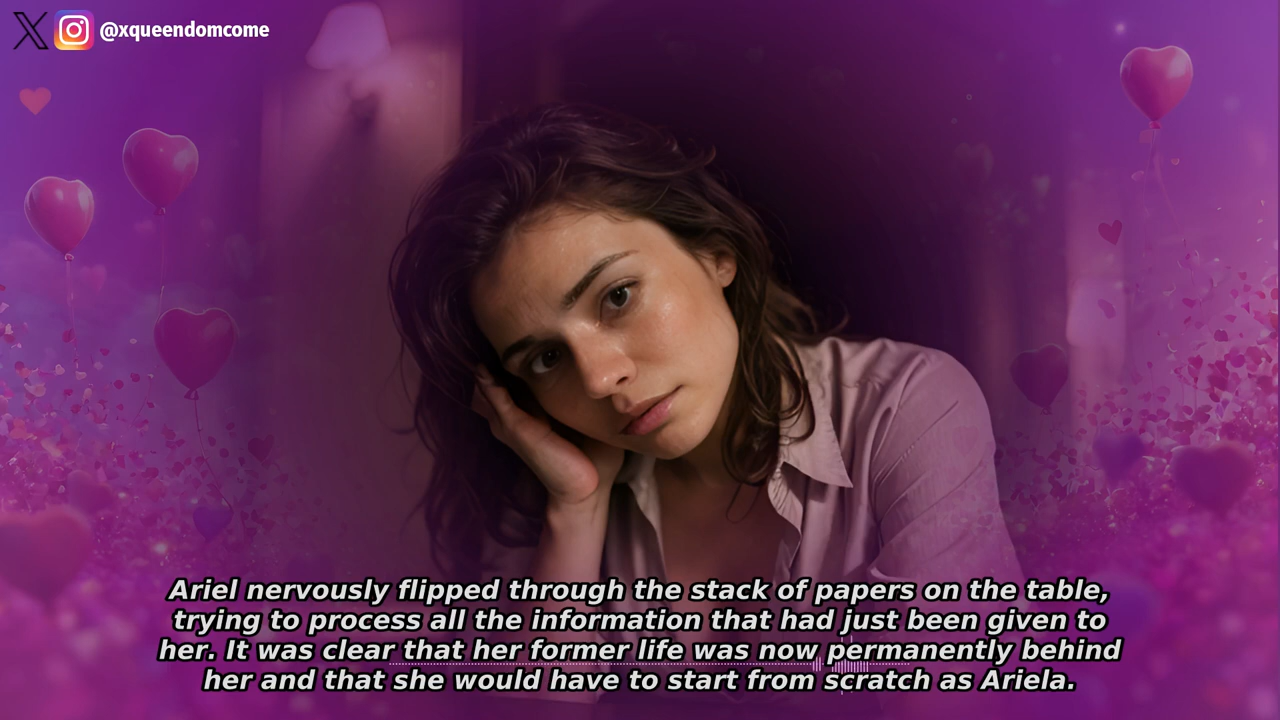 @xqueendomcome
Ariel nervously flipped through the stack of papers on the table,
trying to process all the information that had just been given to
her. It was clear that her former life was now permanently behind
her and that she would have to start from scratch as Ariela.